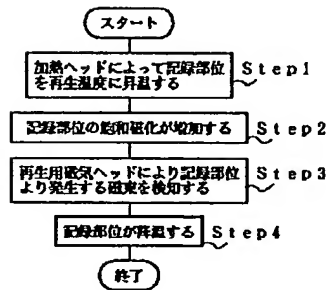 スタート
加熱ヘッドによって記録部位 Step1
を再生温度に昇温する
記録部位の飽和磁化が増加する Step2
再生用磁気ヘッドにより記録部位 Step3
より発生する磁束を検知する
記録部位が降温する Step4
終了